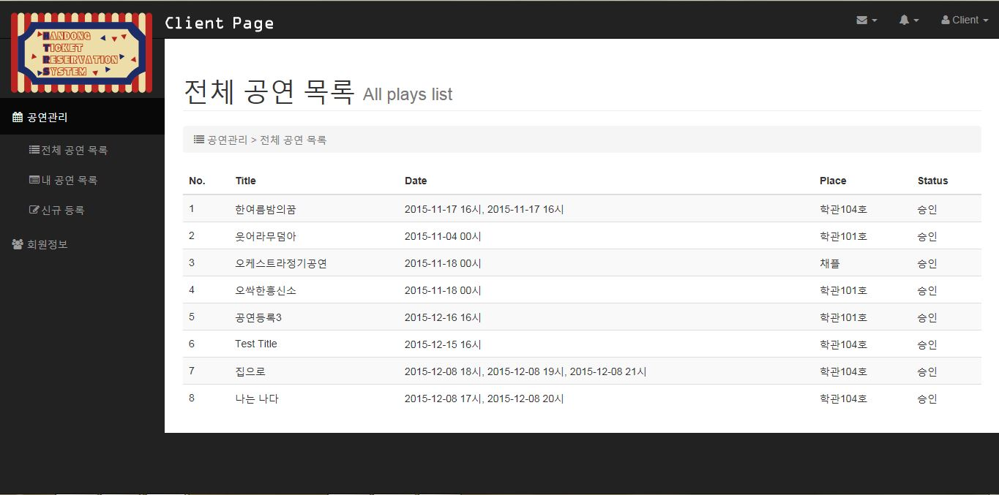 HANDONG
TICKET
RESERVATION
SYSTEM
Client Page
Client
공연관리
전체 공연 목록
내 공연 목록
신규 등록
회원정보
전체 공연 목록 All plays list
공연관리 > 전체 공연 목록
No. Title Date Place Status
1 한여름밤의꿈 2015-11-17 16시, 2015-11-17 16시 학관104호 승인
2 웃어라무덤아 2015-11-04 00시 학관101호 승인
3 오케스트라정기공연 2015-11-18 00시 채플 승인
4 오싹한흥신소 2015-11-18 00시 학관101호 승인
5 공연등록3 2015-12-16 16시 학관101호 승인
6 Test Title 2015-12-15 16시 학관104호 승인
7 집으로 2015-12-08 18시, 2015-12-08 19시, 2015-12-08 21시 학관104호 승인
8 나는 나다 2015-12-08 17시, 2015-12-08 20시 학관104호 승인